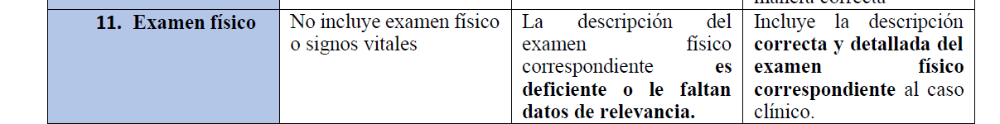 manera correcta
11. Examen físico
No incluye examen físico
o signos vitales
La descripción del
examen físico
correspondiente es
deficiente o le faltan
datos de relevancia.
Incluye la descripción
correcta y detallada del
examen físico
correspondiente al caso
clínico.